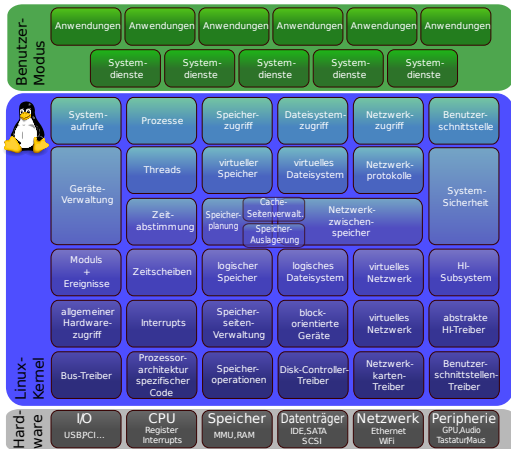 Benutzer-
Modus
Anwendungen Anwendungen Anwendungen Anwendungen Anwendungen Anwendungen
System-
dienste
System-
dienste
System-
dienste
System-
dienste
System-
dienste
Linux-
Kernel
System-
aufrufe
Prozesse
Speicher-
zugriff
Dateisystem-
zugriff
Netzwerk-
zugriff
Benutzer-
schnittstelle
Geräte-
Verwaltung
Threads
virtueller
Speicher
virtuelles
Dateisystem
Netzwerk-
protokolle
System-
Sicherheit
Zeit-
abstimmung
Speicher-
planung
Cache-
Seitenverwalt.
Speicher-
Auslagerung
Netzwerk-
zwischen-
speicher
Moduls
+
Ereignisse
Zeitscheiben
logischer
Speicher
logisches
Dateisystem
virtuelles
Netzwerk
HI-
Subsystem
allgemeiner
Hardware-
zugriff
Interrupts
Speicher-
seiten-
Verwaltung
block-
orientierte
Geräte
virtuelles
Netzwerk
abstrakte
HI-Treiber
Bus-Treiber
Prozessor-
architektur
spezifischer
Code
Speicher-
operationen
Disk-Controller-
Treiber
Netzwerk-
karten-
Treiber
Benutzer-
schnittstellen-
Treiber
Hard-
ware
I/O
USB,PCI...
CPU
Register
Interrupts
Speicher
MMU,RAM
Datenträger
IDE,SATA
SCSI
Netzwerk
Ethernet
WiFi
Peripherie
GPU,Audio
Tastatur,Maus